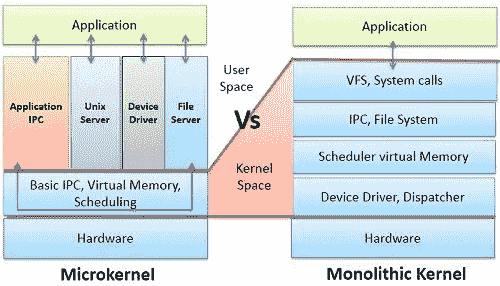 Application
Application
IPC
Unix
Server
Device
Driver
File
Server
Basic IPC, Virtual Memory,
Scheduling
Hardware
Microkernel
User
Space
Vs
Kernel
Space
Application
VFS, System calls
IPC, File System
Scheduler virtual Memory
Device Driver, Dispatcher
Hardware
Monolithic Kernel